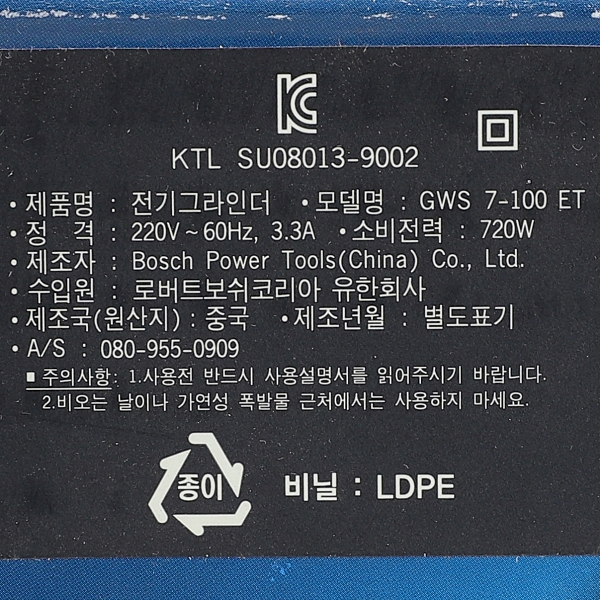 KC
KTL SU08013-9002
• 제품명 : 전기그라인더 • 모델명 : GWS 7-100 ET
• 정 격 : 220V ~ 60Hz, 3.3A • 소비전력 : 720W
• 제조자 : Bosch Power Tools(China) Co., Ltd.
• 수입원 : 로버트보쉬코리아 유한회사
• 제조국(원산지) : 중국 • 제조년월 : 별도표기
• A/S : 080-955-0909
■ 주의사항: 1.사용전 반드시 사용설명서를 읽어주시기 바랍니다.
2.비오는 날이나 가연성 폭발물 근처에서는 사용하지 마세요.
종이 비닐 : LDPE